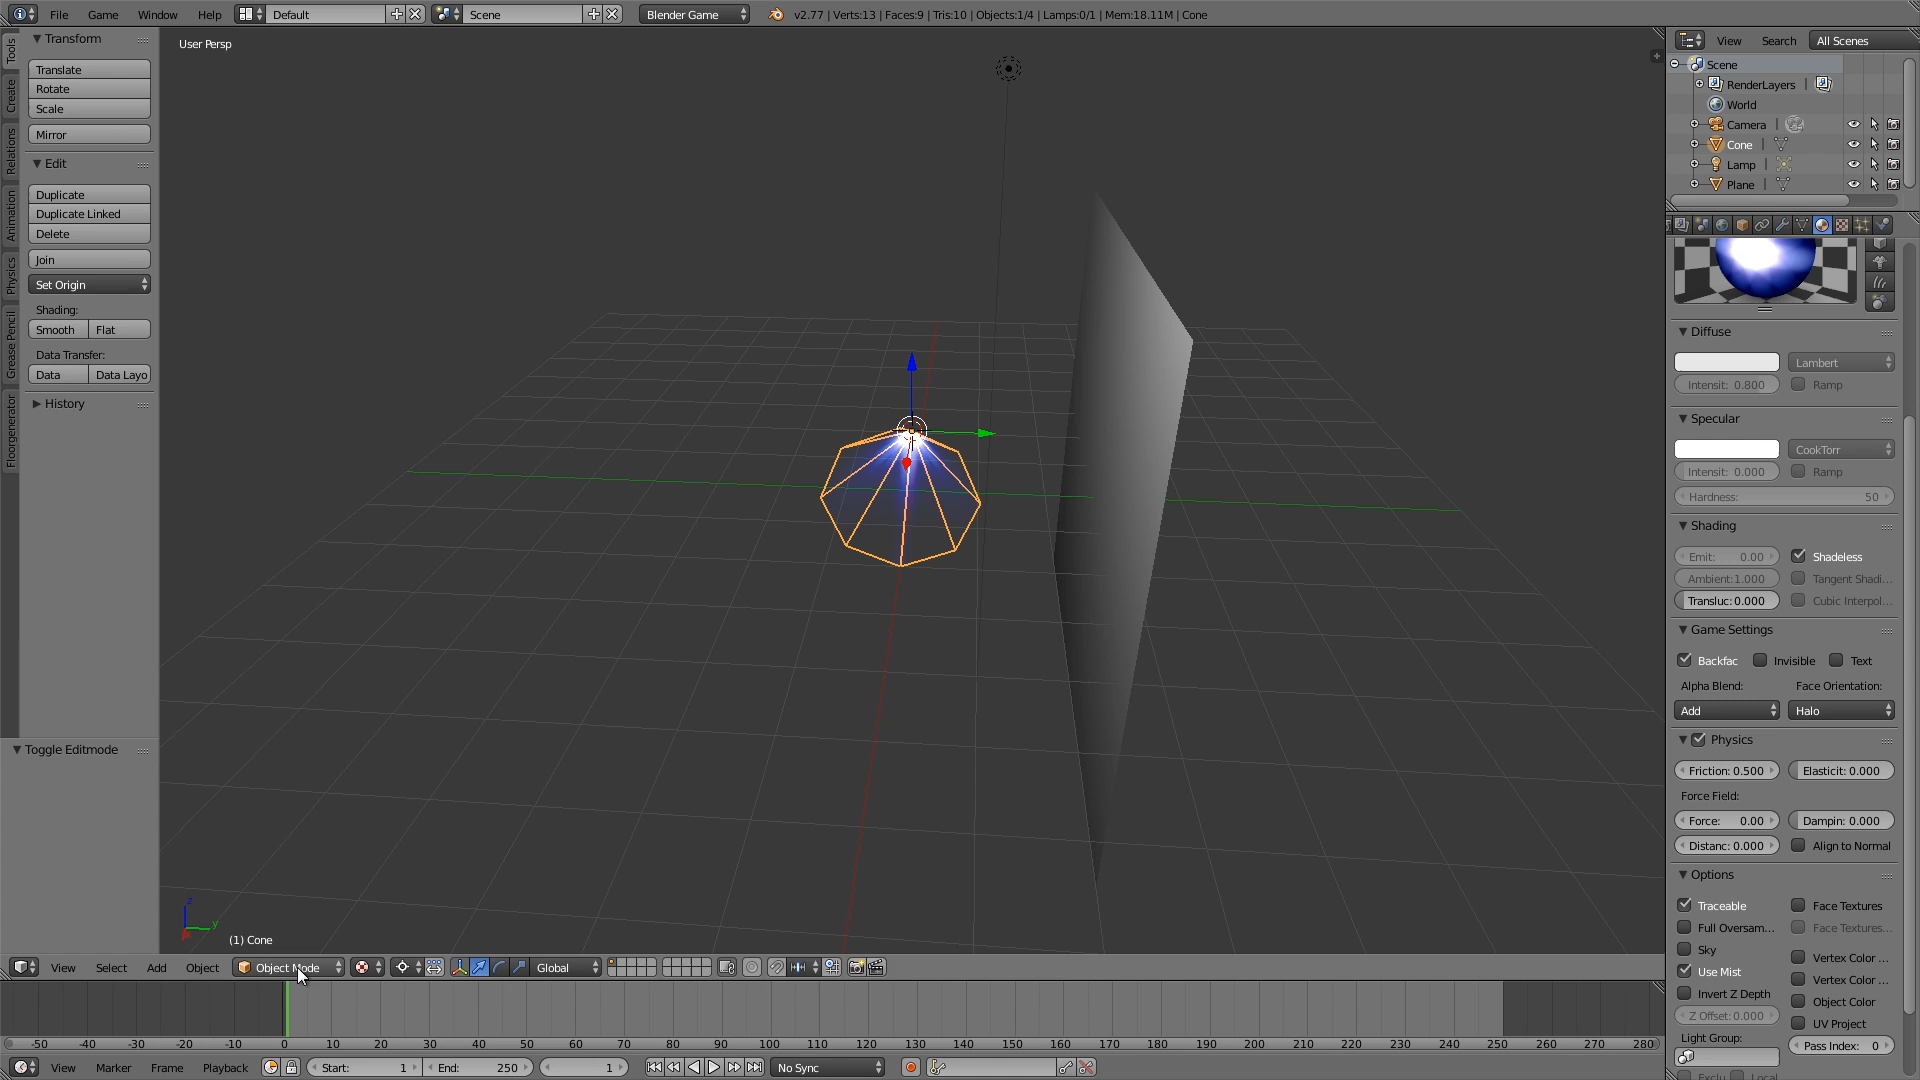 File Game Window Help Default Scene Blender Game v2.77 | Verts:13 | Faces:9 | Tris:10 | Objects:1/4 | Lamps:0/1 | Mem:18.11M | Cone
User Persp
Tools
Create
Relations
Animation
Physics
Grease Pencil
Floorgenerator
Transform
Translate
Rotate
Scale
Mirror
Edit
Duplicate
Duplicate Linked
Delete
Join
Set Origin
Shading:
Smooth Flat
Data Transfer:
Data Data Layo
History
Toggle Editmode
z
y
(1) Cone
View Search All Scenes
Scene
RenderLayers |
World
Camera |
Cone |
Lamp |
Plane |
Diffuse
Lambert
Intensit: 0.800 Ramp
Specular
CookTorr
Intensit: 0.000 Ramp
Hardness: 50
Shading
Emit: 0.00 Shadeless
Ambient:1.000 Tangent Shadi...
Transluc:0.000 Cubic Interpol...
Game Settings
Backfac Invisible Text
Alpha Blend: Face Orientation:
Add Halo
Physics
Friction: 0.500 Elasticit: 0.000
Force Field:
Force: 0.00 Dampin: 0.000
Distanc: 0.000 Align to Normal
Options
Traceable Face Textures
Full Oversam... Face Textures...
Sky Vertex Color ...
Use Mist Vertex Color ...
Invert Z Depth Object Color
Z Offset: 0.000 UV Project
Light Group: Pass Index: 0
Exclu Local
View Select Add Object Object Mode Global
-50 -40 -30 -20 -10 0 10 20 30 40 50 60 70 80 90 100 110 120 130 140 150 160 170 180 190 200 210 220 230 240 250 260 270 280
View Marker Frame Playback Start: 1 End: 250 1 No Sync